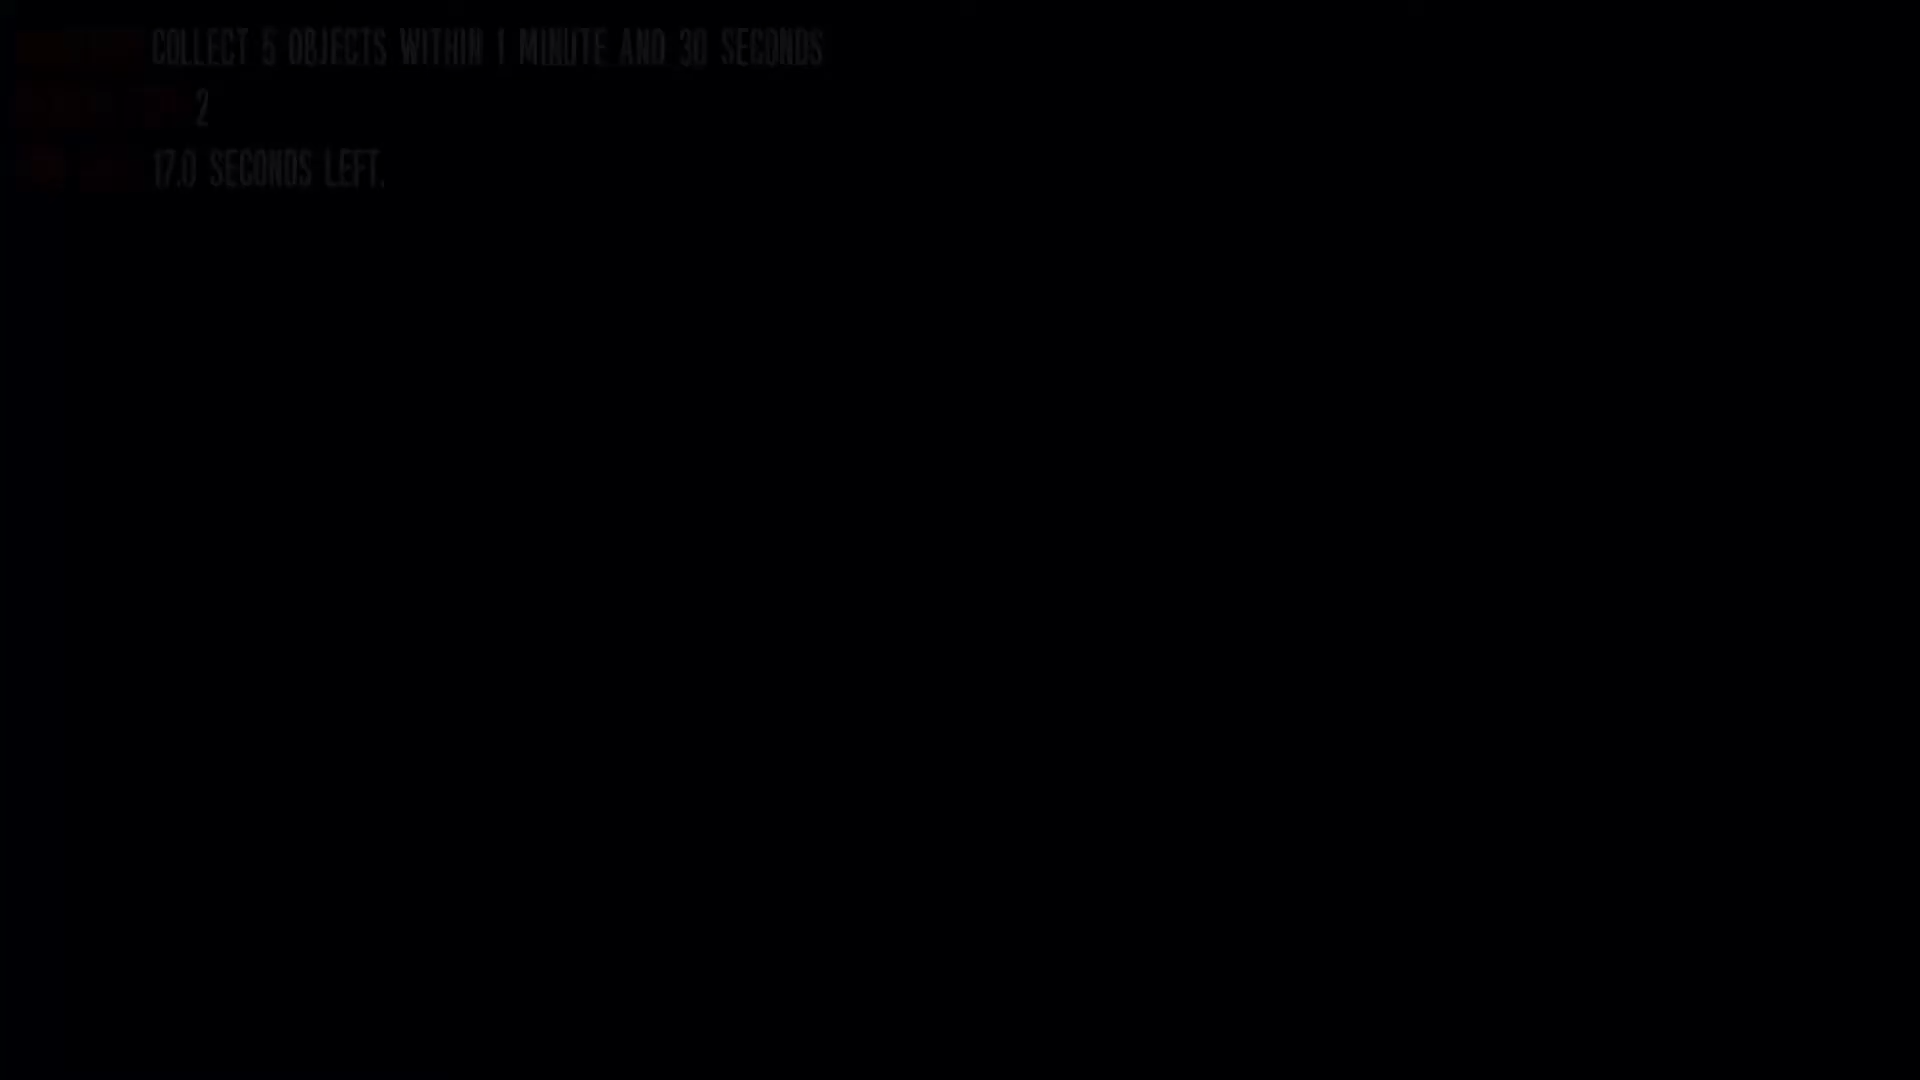 COLLECT 5 OBJECTS WITHIN 1 MINUTE AND 30 SECONDS
2
17.0 SECONDS LEFT.